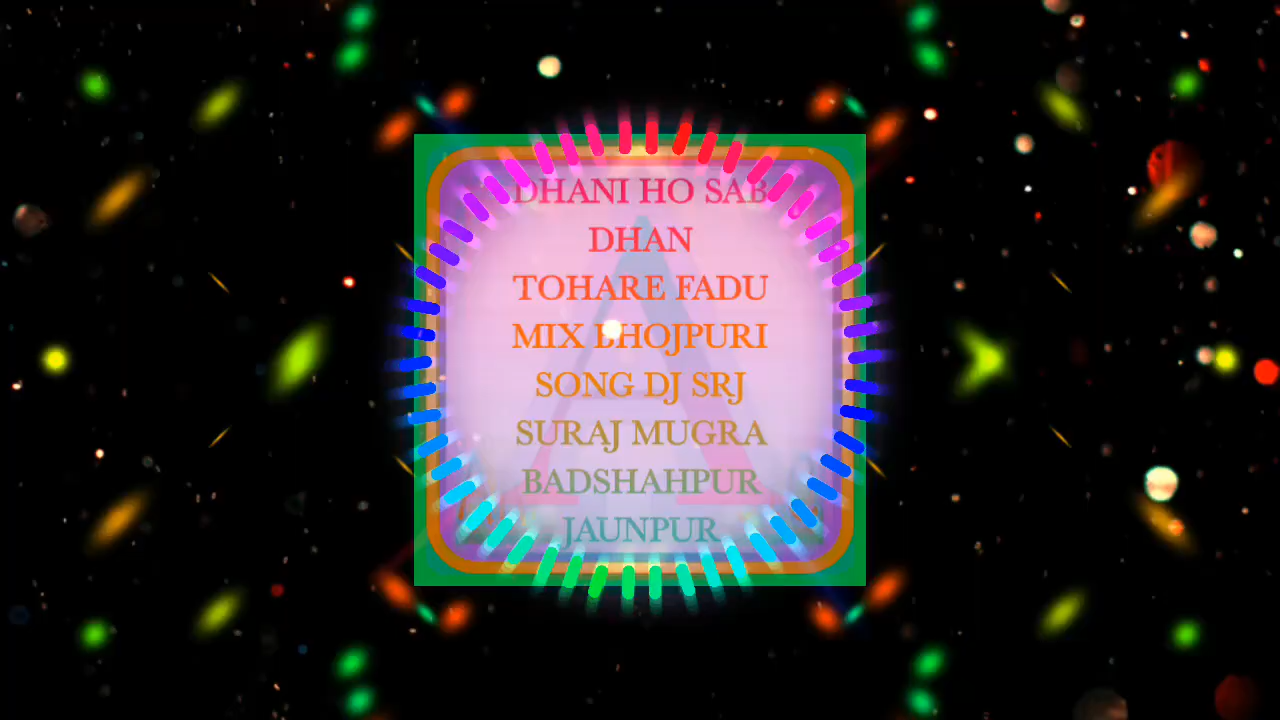 DHANI HO SAB
DHAN
TOHARE FADU
MIX BHOJPURI
SONG DJ SRJ
SURAJ MUGRA
BADSHAHPUR
JAUNPUR